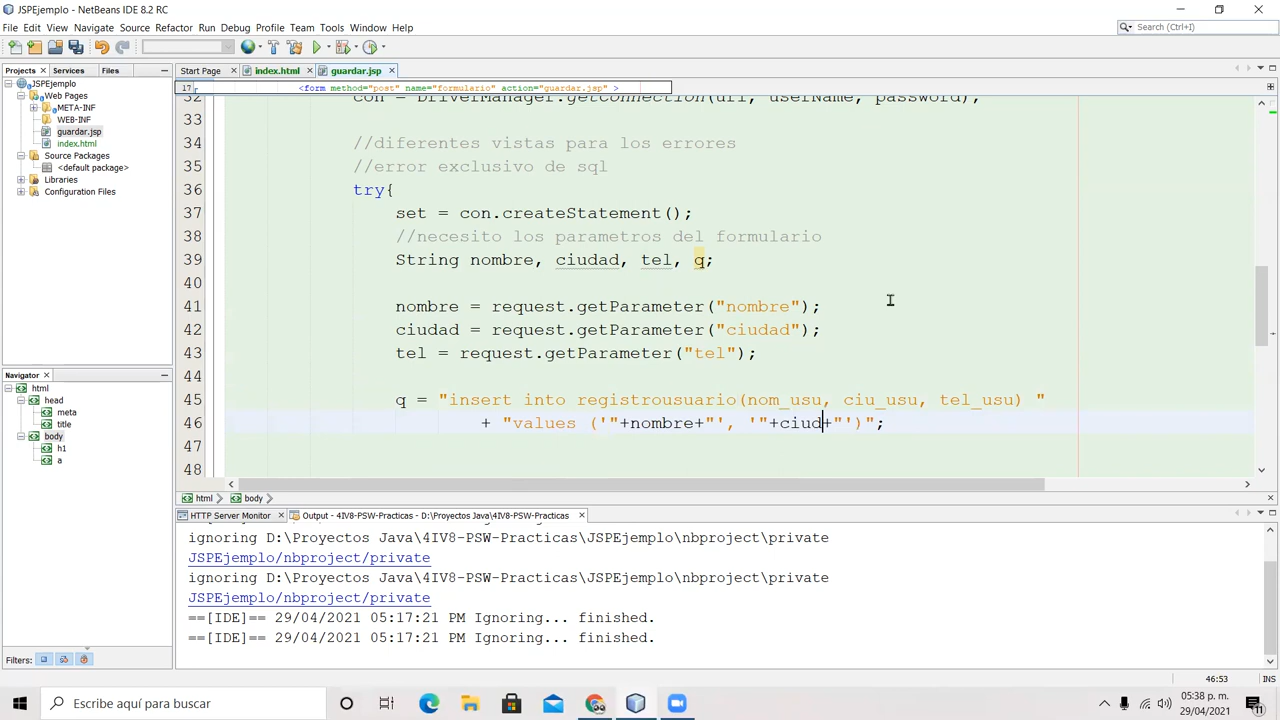 JSPEjemplo - NetBeans IDE 8.2 RC
File Edit View Navigate Source Refactor Run Debug Profile Team Tools Window Help
Search (Ctrl+I)
Projects Services Files
Start Page index.html guardar.jsp
17 <form method="post" name="formulario" action="guardar.jsp" >
JSPEjemplo
Web Pages
META-INF
WEB-INF
guardar.jsp
index.html
Source Packages
<default package>
Libraries
Configuration Files
32 con = DriverManager.getConnection(url, userName, password);
33
34 //diferentes vistas para los errores
35 //error exclusivo de sql
36 try{
37 set = con.createStatement();
38 //necesito los parametros del formulario
39 String nombre, ciudad, tel, q;
40
41 nombre = request.getParameter("nombre");
42 ciudad = request.getParameter("ciudad");
43 tel = request.getParameter("tel");
44
45 q = "insert into registrousuario(nom_usu, ciu_usu, tel_usu) "
46 + "values ('"+nombre+"', '"+ciud+"')";
47
48
Navigator
html
head
meta
title
body
h1
a
Filters:
html body
HTTP Server Monitor Output - 4IV8-PSW-Practicas - D:\Proyectos Java\4IV8-PSW-Practicas
ignoring D:\Proyectos Java\4IV8-PSW-Practicas\JSPEjemplo\nbproject\private
JSPEjemplo/nbproject/private
ignoring D:\Proyectos Java\4IV8-PSW-Practicas\JSPEjemplo\nbproject\private
JSPEjemplo/nbproject/private
==[IDE]== 29/04/2021 05:17:21 PM Ignoring... finished.
==[IDE]== 29/04/2021 05:17:21 PM Ignoring... finished.
46:53 INS
Escribe aquí para buscar
05:38 p. m.
29/04/2021
11